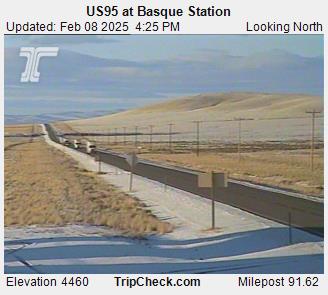 US95 at Basque Station
Updated: Feb 08 2025 4:25 PM Looking North
Elevation 4460 TripCheck.com Milepost 91.62